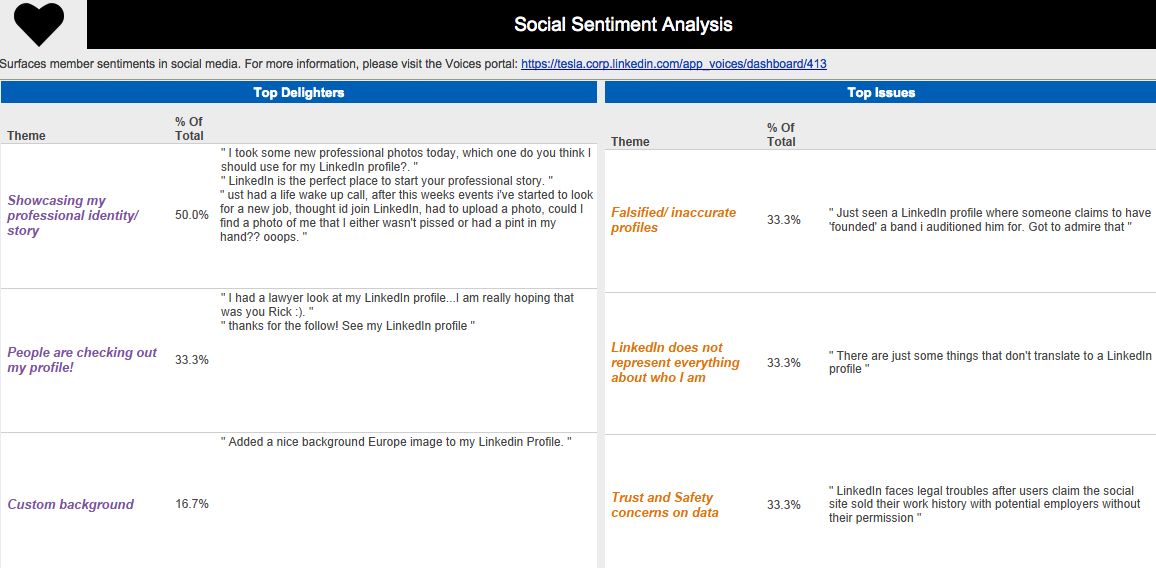 Social Sentiment Analysis
Surfaces member sentiments in social media. For more information, please visit the Voices portal: https://tesla.corp.linkedin.com/app_voices/dashboard/413
Top Delighters
Theme
% Of
Total
Showcasing my
professional identity/
story
50.0%
" I took some new professional photos today, which one do you think I
should use for my LinkedIn profile?. "
" LinkedIn is the perfect place to start your professional story. "
" ust had a life wake up call, after this weeks events i've started to look
for a new job, thought id join LinkedIn, had to upload a photo, could I
find a photo of me that I either wasn't pissed or had a pint in my
hand?? ooops. "
People are checking out
my profile!
33.3%
" I had a lawyer look at my LinkedIn profile...I am really hoping that
was you Rick :). "
" thanks for the follow! See my LinkedIn profile "
Custom background
16.7%
" Added a nice background Europe image to my Linkedin Profile. "
Top Issues
Theme
% Of
Total
Falsified/ inaccurate
profiles
33.3%
" Just seen a LinkedIn profile where someone claims to have
'founded' a band i auditioned him for. Got to admire that "
LinkedIn does not
represent everything
about who I am
33.3%
" There are just some things that don't translate to a LinkedIn
profile "
Trust and Safety
concerns on data
33.3%
" LinkedIn faces legal troubles after users claim the social
site sold their work history with potential employers without
their permission "